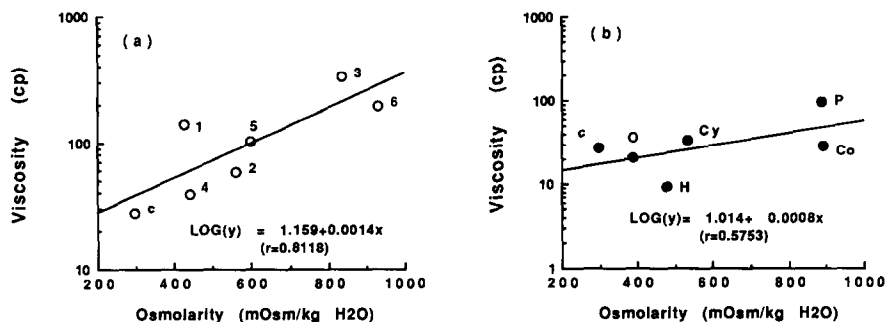 1000
( a )
3
6
1
5
100
2
4
c
LOG(y) = 1.159+0.0014x
(r=0.8118)
10
200 400 600 800 1000
Viscosity (cp)
Osmolarity (mOsm/kg H2O)
1000
( b )
100
P
c
O
Cy
Co
10
H
LOG(y)= 1.014+ 0.0008x
(r=0.5753)
1
200 400 600 800 1000
Viscosity (cp)
Osmolarity (mOsm/kg H2O)